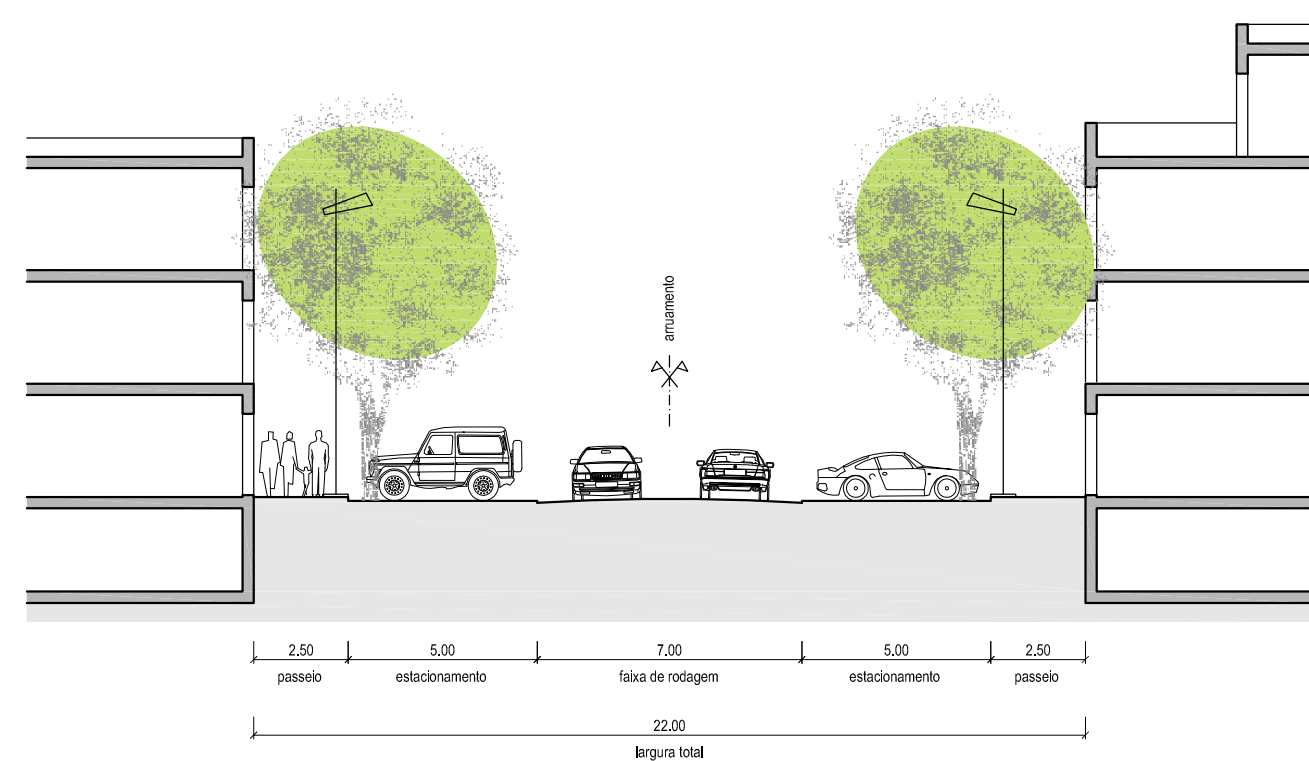 arruamento
2.50 5.00 7.00 5.00 2.50
passeio estacionamento faixa de rodagem estacionamento passeio
22.00
largura total